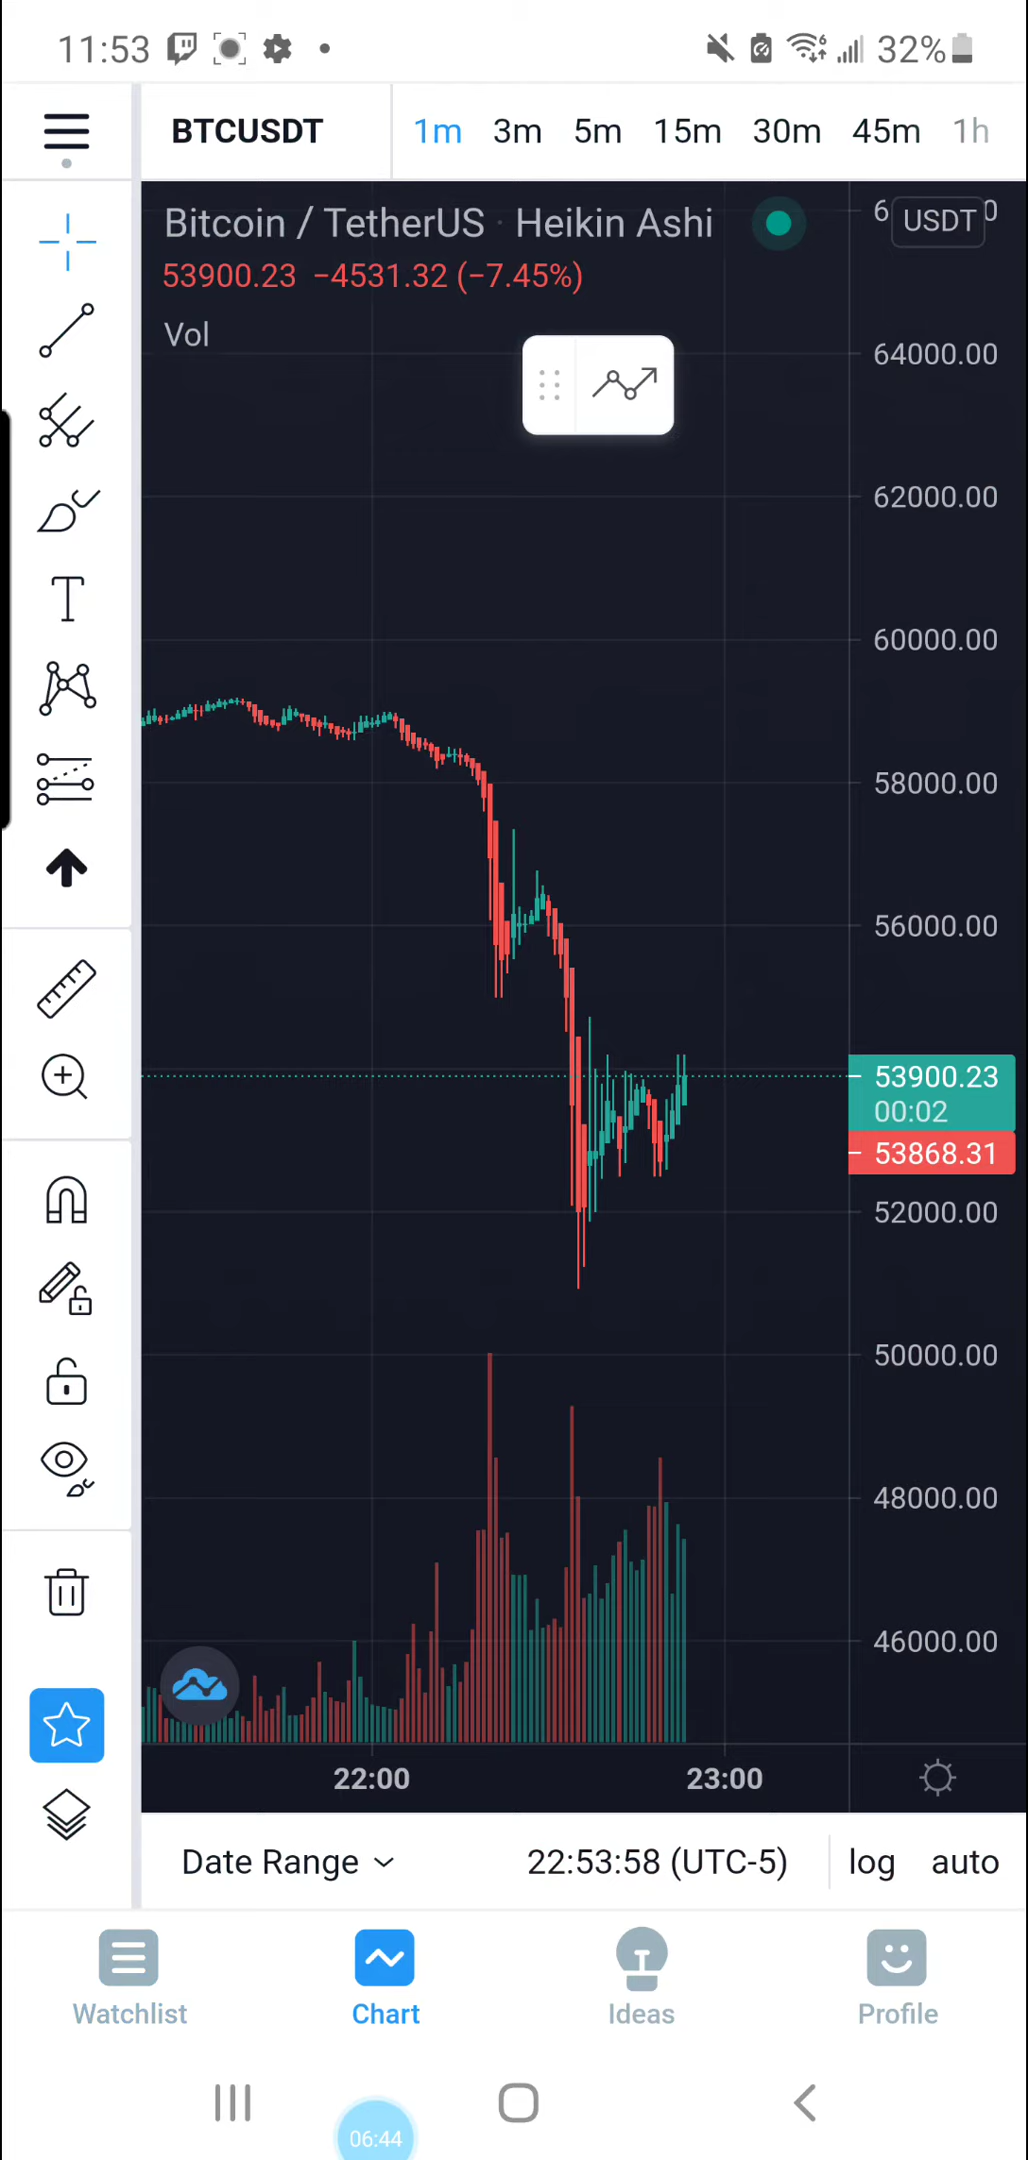 11:53 6 32%
BTCUSDT 1m 3m 5m 15m 30m 45m 1h
Bitcoin / TetherUS · Heikin Ashi USDT
53900.23 −4531.32 (−7.45%)
Vol
64000.00
62000.00
60000.00
58000.00
56000.00
53900.23
00:02
53868.31
52000.00
50000.00
48000.00
46000.00
22:00 23:00
Date Range 22:53:58 (UTC-5) log auto
Watchlist Chart Ideas Profile
06:44